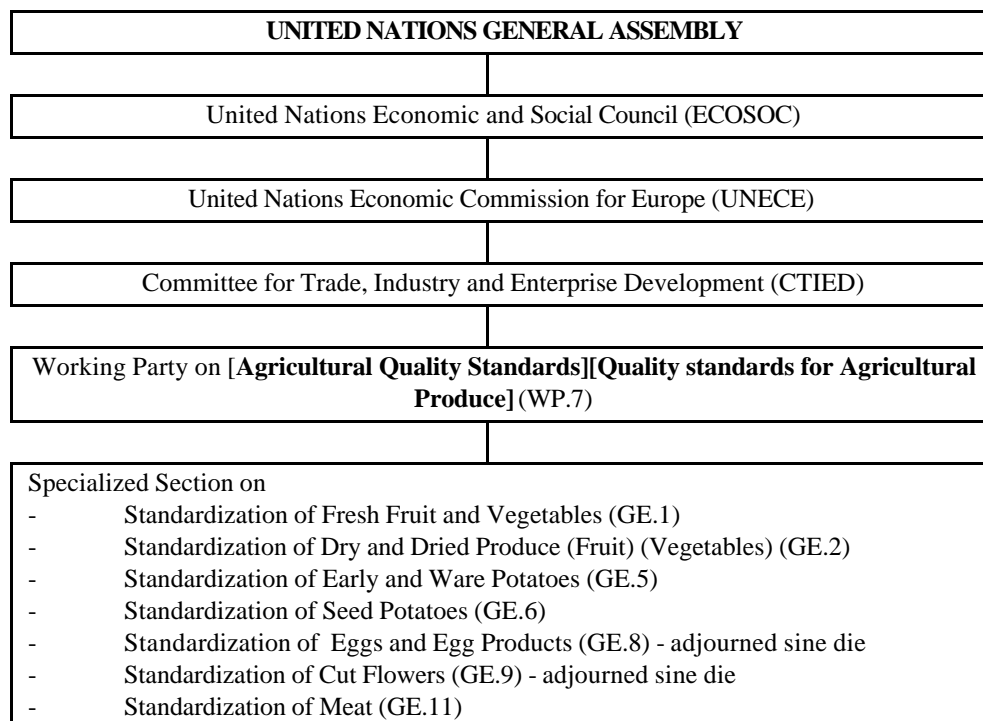 UNITED NATIONS GENERAL ASSEMBLY
United Nations Economic and Social Council (ECOSOC)
United Nations Economic Commission for Europe (UNECE)
Committee for Trade, Industry and Enterprise Development (CTIED)
Working Party on [Agricultural Quality Standards][Quality standards for Agricultural
Produce] (WP.7)
Specialized Section on
- Standardization of Fresh Fruit and Vegetables (GE.1)
- Standardization of Dry and Dried Produce (Fruit) (Vegetables) (GE.2)
- Standardization of Early and Ware Potatoes (GE.5)
- Standardization of Seed Potatoes (GE.6)
- Standardization of Eggs and Egg Products (GE.8) - adjourned sine die
- Standardization of Cut Flowers (GE.9) - adjourned sine die
- Standardization of Meat (GE.11)